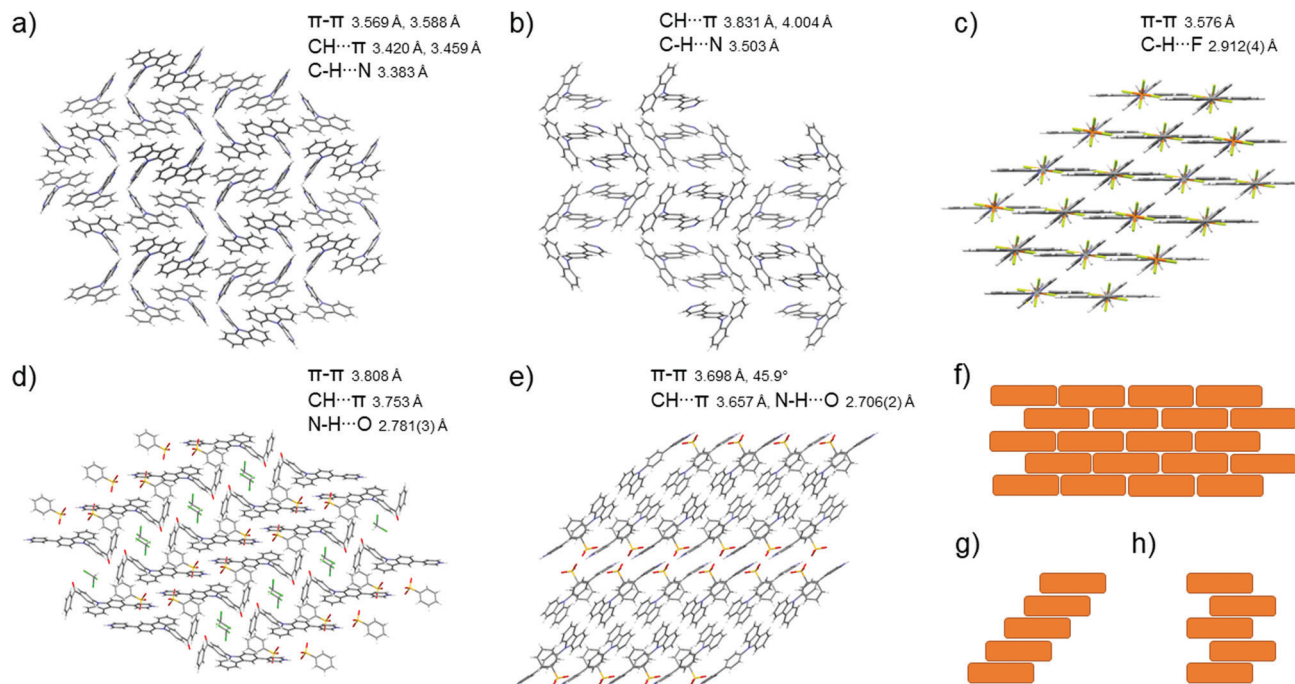 a)
π-π 3.569 Å, 3.588 Å
CH···π 3.420 Å, 3.459 Å
C-H···N 3.383 Å
b)
CH···π 3.831 Å, 4.004 Å
C-H···N 3.503 Å
c)
π-π 3.576 Å
C-H···F 2.912(4) Å
d)
π-π 3.808 Å
CH···π 3.753 Å
N-H···O 2.781(3) Å
e)
π-π 3.698 Å, 45.9°
CH···π 3.657 Å, N-H···O 2.706(2) Å
f)
g)
h)